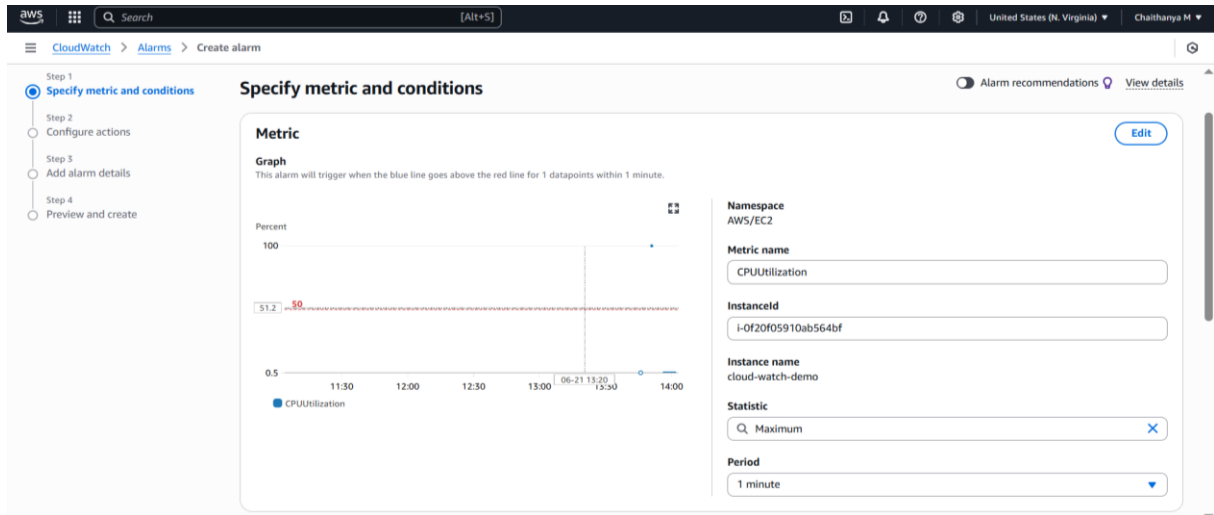 aws
Search
[Alt+S]
United States (N. Virginia)
Chaithanya M
CloudWatch > Alarms > Create alarm
Step 1
Specify metric and conditions
Step 2
Configure actions
Step 3
Add alarm details
Step 4
Preview and create
Specify metric and conditions
Alarm recommendations
View details
Metric
Edit
Graph
This alarm will trigger when the blue line goes above the red line for 1 datapoints within 1 minute.
Percent
100
51.2
50
0.5
11:30 12:00 12:30 13:00 13:30 14:00
06-21 13:20
CPUUtilization
Namespace
AWS/EC2
Metric name
CPUUtilization
InstanceId
i-0f20f05910ab564bf
Instance name
cloud-watch-demo
Statistic
Maximum
Period
1 minute